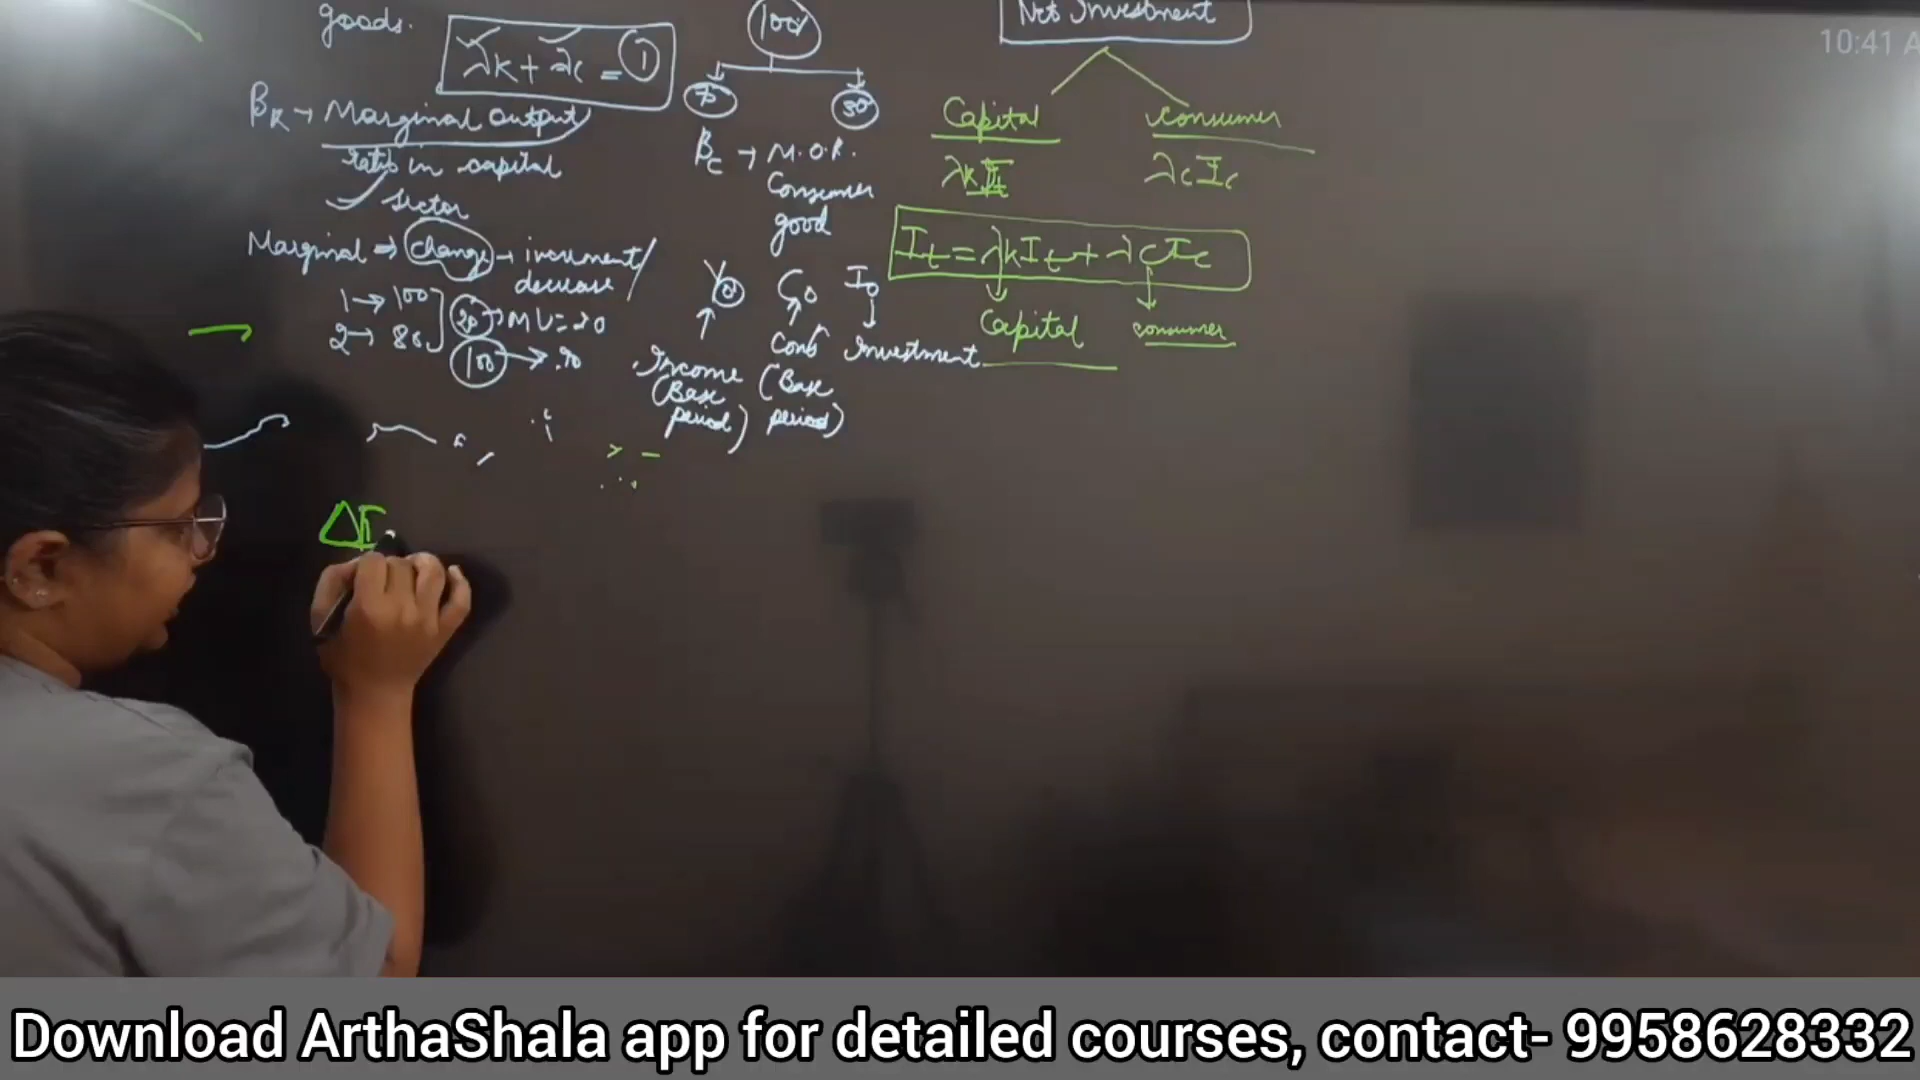 goods.
λk + λc = 1
βk → Marginal output
ratio in capital
sector
Marginal ⇒ change → increment/
decrease
1 → 100
2 → 80
20 → MU = 20
100 → 20
100%
70
30
βc → M.O.R.
Consumer
good
Y0 C0 I0
Income
(Base
period)
Cons
(Base
period)
Investment
Net Investment
Capital Consumer
λkIt λcIc
It = λkIt + λcIc
Capital consumer
ΔI
10:41 A
Download ArthaShala app for detailed courses, contact- 9958628332